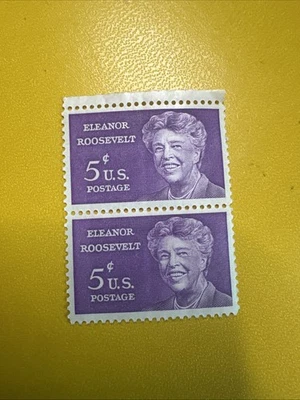 ELEANOR
ROOSEVELT
5¢ U.S.
POSTAGE
ELEANOR
ROOSEVELT
5¢ U.S.
POSTAGE